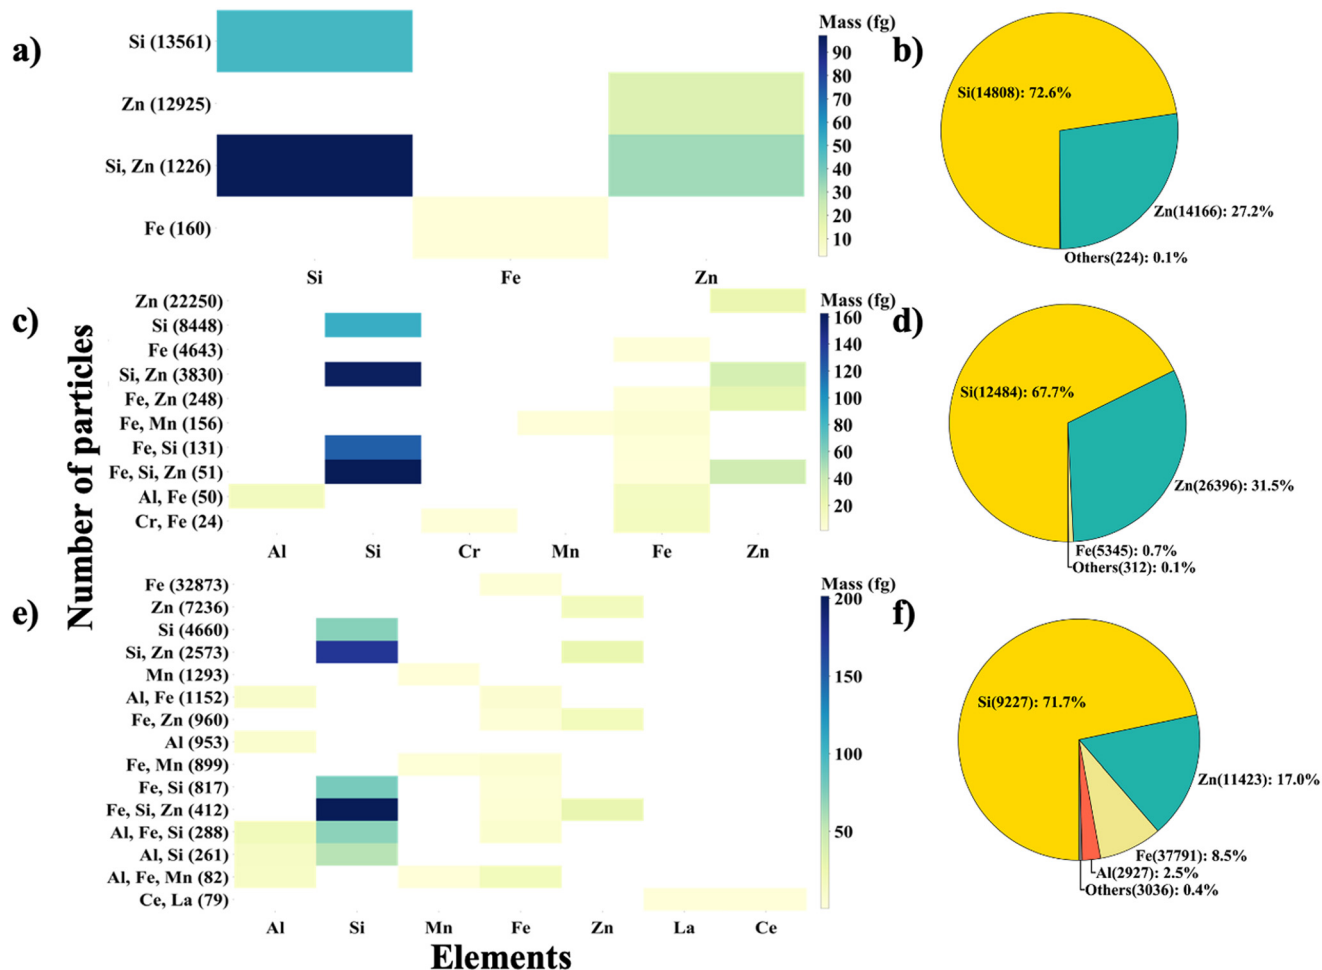 a)
Mass (fg)
Si (13561)
Zn (12925)
Si, Zn (1226)
Fe (160)
90
80
70
60
50
40
30
20
10
Si
Fe
Zn
b)
Si(14808): 72.6%
Zn(14166): 27.2%
Others(224): 0.1%
c)
Mass (fg)
Zn (22250)
Si (8448)
Fe (4643)
Si, Zn (3830)
Fe, Zn (248)
Fe, Mn (156)
Fe, Si (131)
Fe, Si, Zn (51)
Al, Fe (50)
Cr, Fe (24)
160
140
120
100
80
60
40
20
Al
Si
Cr
Mn
Fe
Zn
d)
Si(12484): 67.7%
Zn(26396): 31.5%
Fe(5345): 0.7%
Others(312): 0.1%
Number of particles
e)
Mass (fg)
Fe (32873)
Zn (7236)
Si (4660)
Si, Zn (2573)
Mn (1293)
Al, Fe (1152)
Fe, Zn (960)
Al (953)
Fe, Mn (899)
Fe, Si (817)
Fe, Si, Zn (412)
Al, Fe, Si (288)
Al, Si (261)
Al, Fe, Mn (82)
Ce, La (79)
200
150
100
50
Al
Si
Mn
Fe
Zn
La
Ce
Elements
f)
Si(9227): 71.7%
Zn(11423): 17.0%
Fe(37791): 8.5%
Al(2927): 2.5%
Others(3036): 0.4%